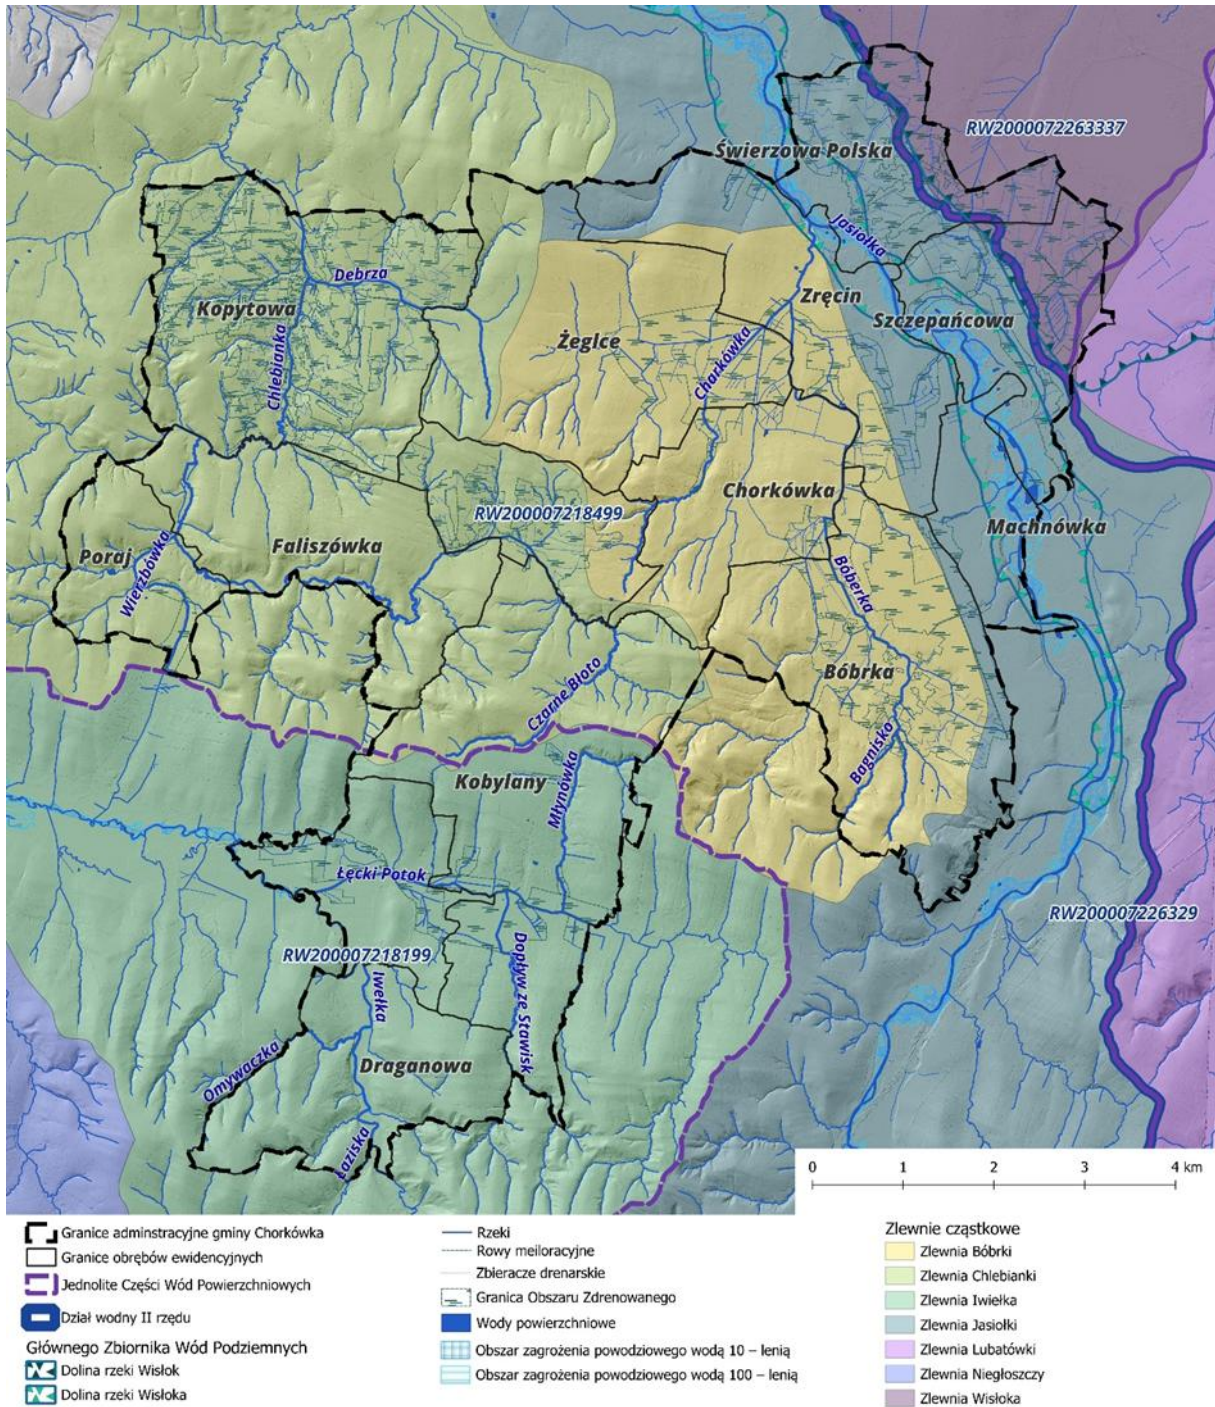 RW2000072263337
Świerzowa Polska
Jasiołka
Debrza
Kopytowa
Zręcin
Szczepańcowa
Żeglce
Charkówka
Chlebianka
Chorkówka
RW200007218499
Machnówka
Faliszówka
Poraj
Wierzbówka
Bóberka
Bóbrka
Czarne Błoto
Bagnisko
Kobylany
Młynówka
Łęcki Potok
RW200007226329
RW200007218199
Iwełka
Dopływ ze Stawisk
Draganowa
Omywaczka
Łaziska
0 1 2 3 4 km
Granice adminstracyjne gminy Chorkówka
Granice obrębów ewidencyjnych
Jednolite Części Wód Powierzchniowych
Dział wodny II rzędu
Głównego Zbiornika Wód Podziemnych
Dolina rzeki Wisłok
Dolina rzeki Wisłoka
Rzeki
Rowy meiloracyjne
Zbieracze drenarskie
Granica Obszaru Zdrenowanego
Wody powierzchniowe
Obszar zagrożenia powodziowego wodą 10 – lenią
Obszar zagrożenia powodziowego wodą 100 – lenią
Zlewnie cząstkowe
Zlewnia Bóbrki
Zlewnia Chlebianki
Zlewnia Iwiełka
Zlewnia Jasiołki
Zlewnia Lubatówki
Zlewnia Niegłoszczy
Zlewnia Wisłoka